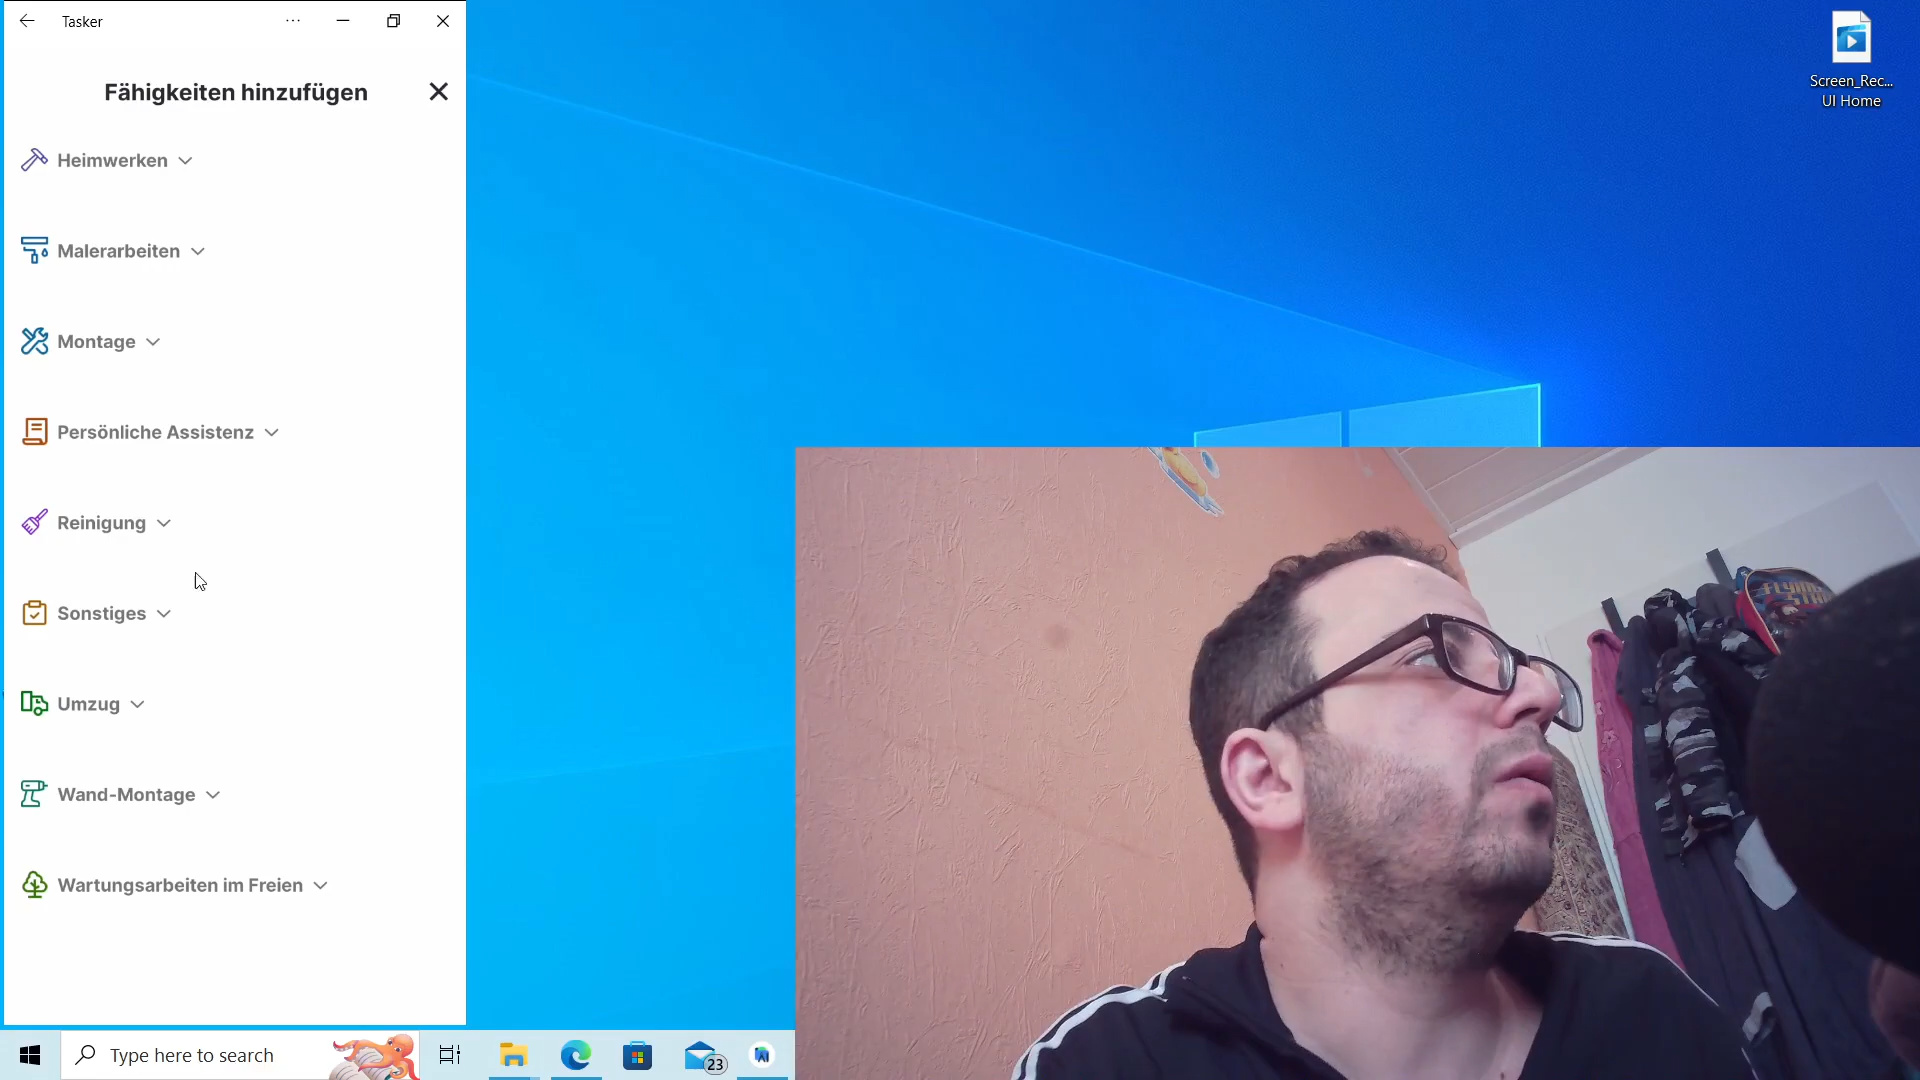 Tasker
Fähigkeiten hinzufügen
Heimwerken
Malerarbeiten
Montage
Persönliche Assistenz
Reinigung
Sonstiges
Umzug
Wand-Montage
Wartungsarbeiten im Freien
Screen_Rec...
UI Home
Type here to search
23